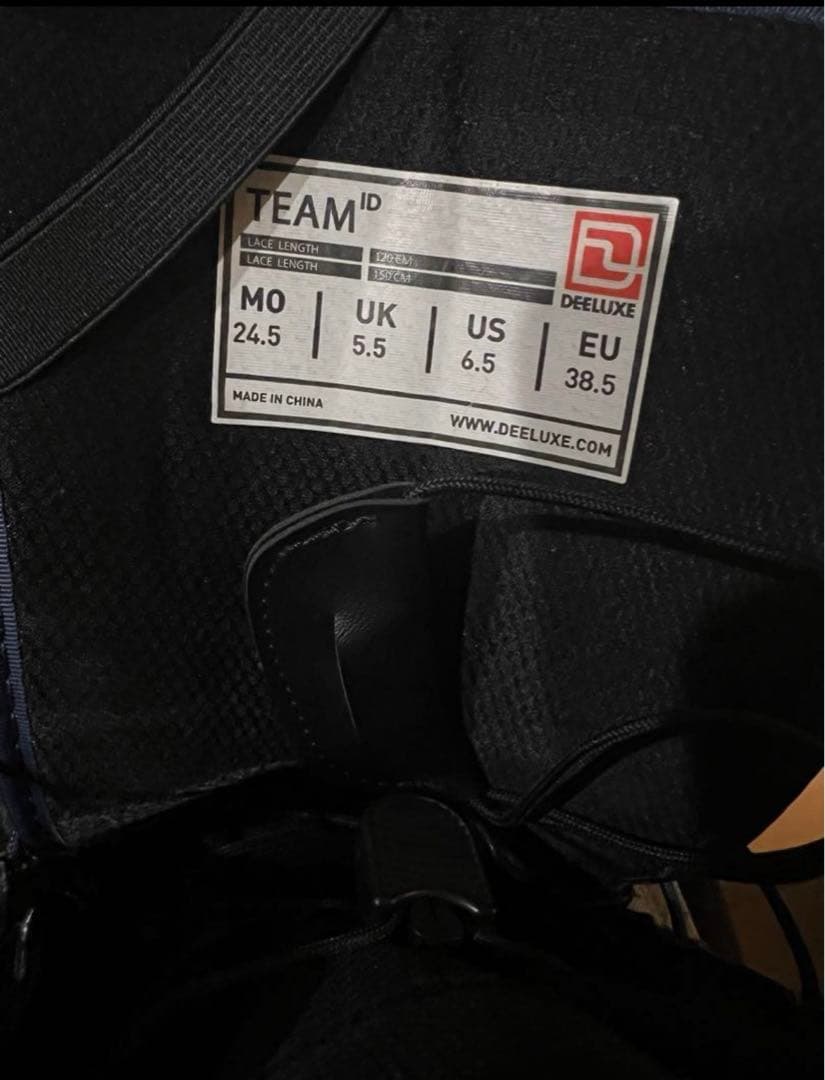 TEAM ID
LACE LENGTH 120 CM
LACE LENGTH 150 CM
DEELUXE
MO UK US EU
24.5 5.5 6.5 38.5
MADE IN CHINA
WWW.DEELUXE.COM